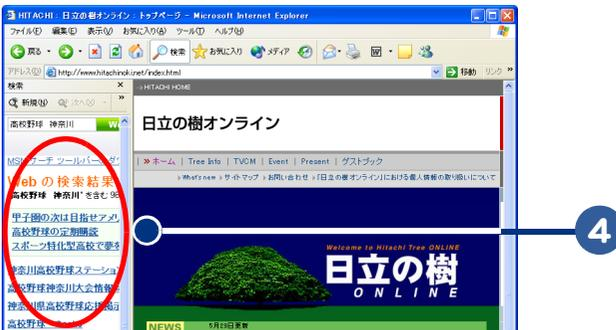 HITACHI : 日立の樹オンライン : トップページ - Microsoft Internet Explorer
ファイル(F) 編集(E) 表示(V) お気に入り(A) ツール(T) ヘルプ(H)
戻る 検索 お気に入り メディア
アドレス(D) http://www.hitachinoki.net/index.html 移動 リンク »
検索 ×
新規(N) 次へ(X) »
高校野球 神奈川 W
MSN サーチ ツールバー
Web の検索結果
高校野球 神奈川" を含む 98
甲子園の次は目指せアメリ
高校野球の定期購読
スポーツ特化型高校で夢を
神奈川高校野球ステーショ
高校野球神奈川大会情報
神奈川県高校野球応援掲示
高校野球
→ HITACHI HOME
日立の樹オンライン
» ホーム | Tree Info | TVCM | Event | Present | ゲストブック
› What's new › サイトマップ › お問い合わせ › 「日立の樹オンライン」における個人情報の取り扱いについて
4
Welcome to Hitachi Tree ONLINE
日立の樹
ONLINE
NEWS 5月29日更新